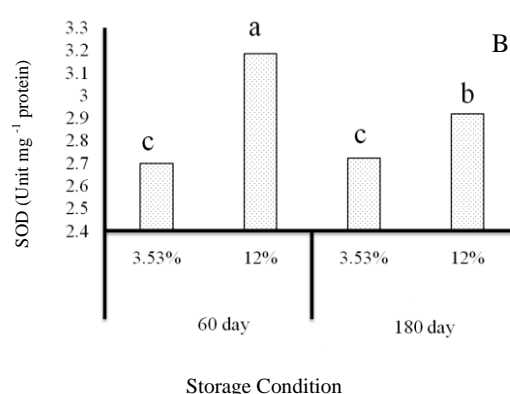 B
SOD (Unit mg⁻¹ protein)
3.3
3.2
3.1
3
2.9
2.8
2.7
2.6
2.5
2.4
c
a
c
b
3.53%
12%
3.53%
12%
60 day
180 day
Storage Condition